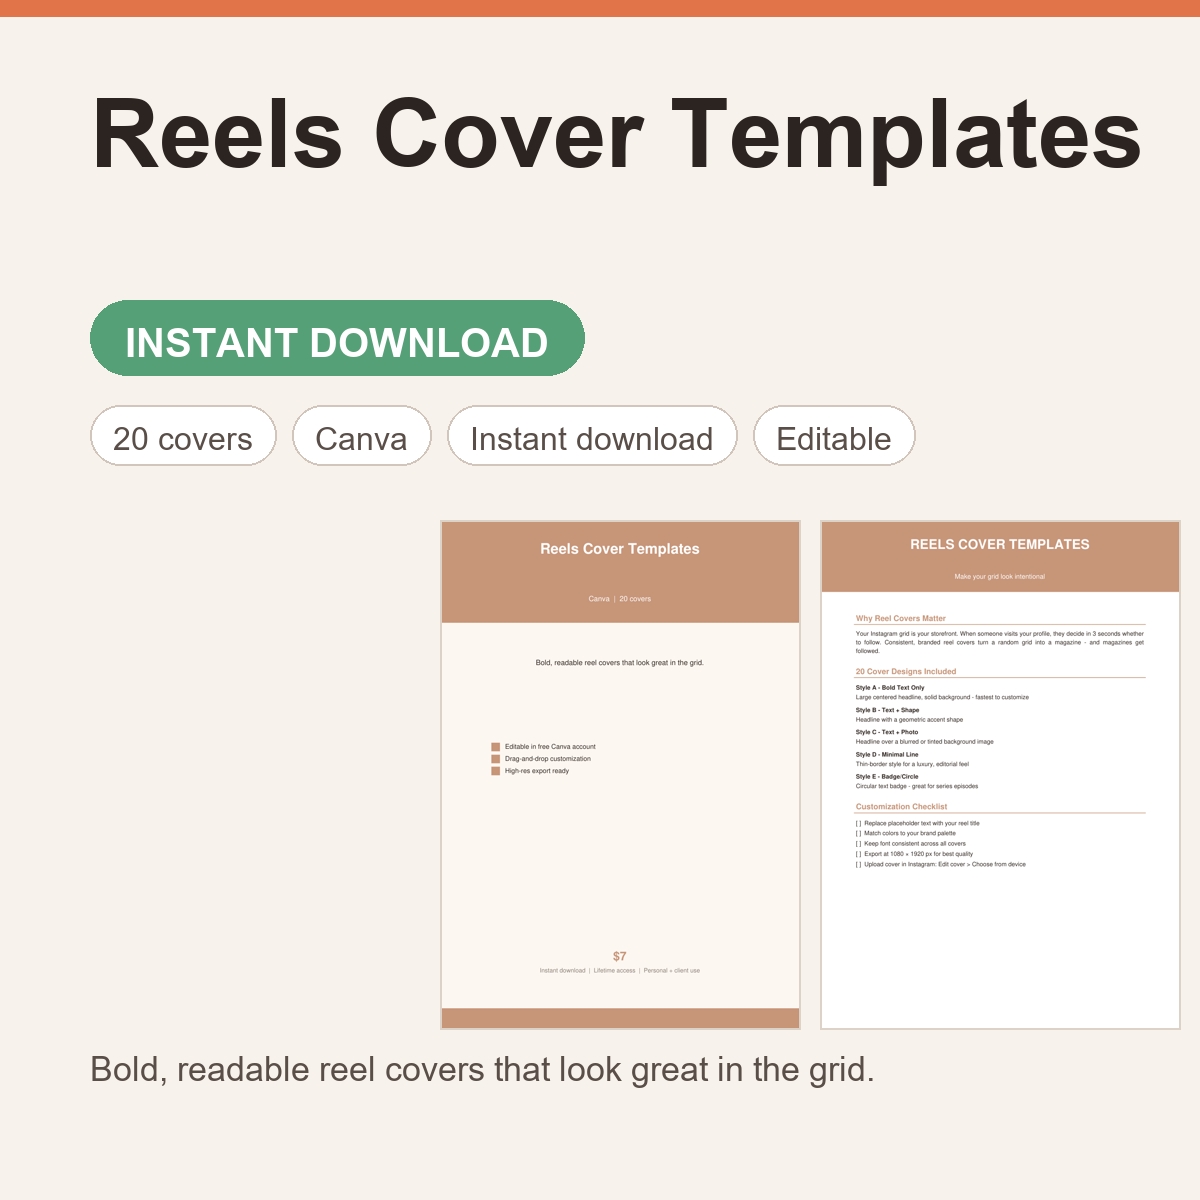 Reels Cover Templates
INSTANT DOWNLOAD
20 covers
Canva
Instant download
Editable
Reels Cover Templates
Canva | 20 covers
Bold, readable reel covers that look great in the grid.
Editable in free Canva account
Drag-and-drop customization
High-res export ready
$7
Instant download | Lifetime access | Personal + client use
REELS COVER TEMPLATES
Make your grid look intentional
Why Reel Covers Matter
Your Instagram grid is your storefront. When someone visits your profile, they decide in 3 seconds whether
to follow. Consistent, branded reel covers turn a random grid into a magazine - and magazines get
followed.
20 Cover Designs Included
Style A - Bold Text Only
Large centered headline, solid background - fastest to customize
Style B - Text + Shape
Headline with a geometric accent shape
Style C - Text + Photo
Headline over a blurred or tinted background image
Style D - Minimal Line
Thin-border style for a luxury, editorial feel
Style E - Badge/Circle
Circular text badge - great for series episodes
Customization Checklist
[ ] Replace placeholder text with your reel title
[ ] Match colors to your brand palette
[ ] Keep font consistent across all covers
[ ] Export at 1080 × 1920 px for best quality
[ ] Upload cover in Instagram: Edit cover > Choose from device
Bold, readable reel covers that look great in the grid.